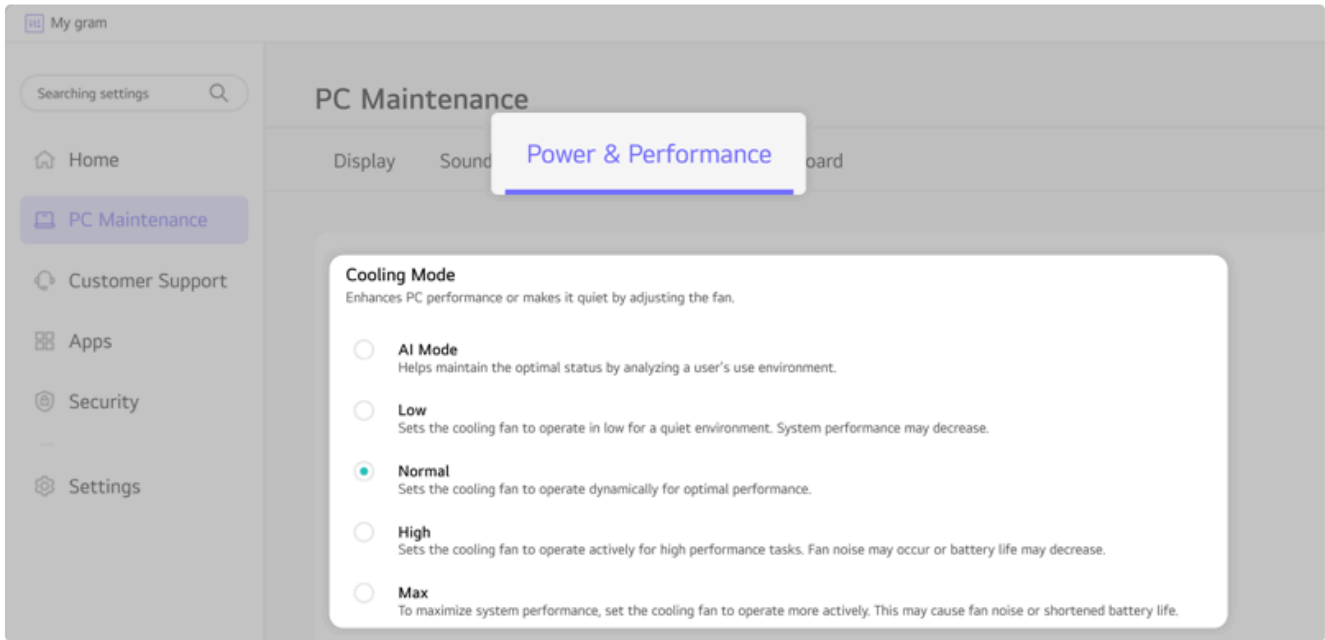 My gram
Searching settings
Home
PC Maintenance
Customer Support
Apps
Security
Settings
PC Maintenance
Display Sound Power & Performance oard
Cooling Mode
Enhances PC performance or makes it quiet by adjusting the fan.
AI Mode
Helps maintain the optimal status by analyzing a user's use environment.
Low
Sets the cooling fan to operate in low for a quiet environment. System performance may decrease.
Normal
Sets the cooling fan to operate dynamically for optimal performance.
High
Sets the cooling fan to operate actively for high performance tasks. Fan noise may occur or battery life may decrease.
Max
To maximize system performance, set the cooling fan to operate more actively. This may cause fan noise or shortened battery life.